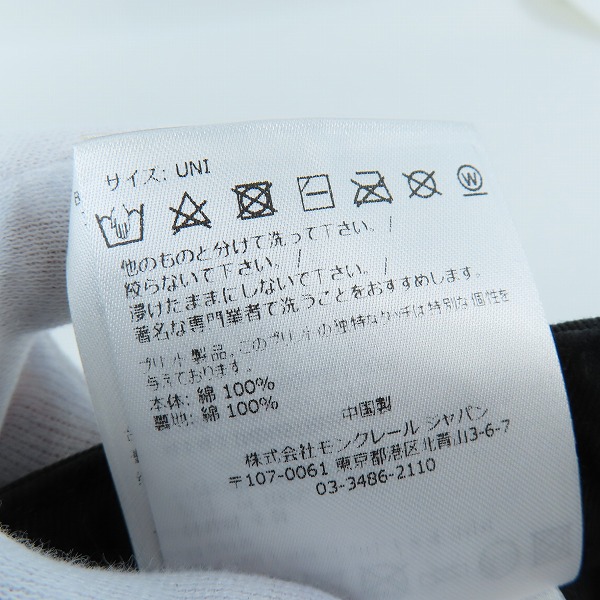 サイズ: UNI
W
他のものと分けて洗って下さい。/
絞らないで下さい。/
浸けたままにしないで下さい。/
著名な専門業者で洗うことをおすすめします。
プリント製品。このプリントの独特なタッチは特別な個性を
与えております。
本体: 綿 100%
裏地: 綿 100%
中国製
株式会社モンクレール ジャパン
〒107-0061 東京都港区北青山3-6-7
03-3486-2110